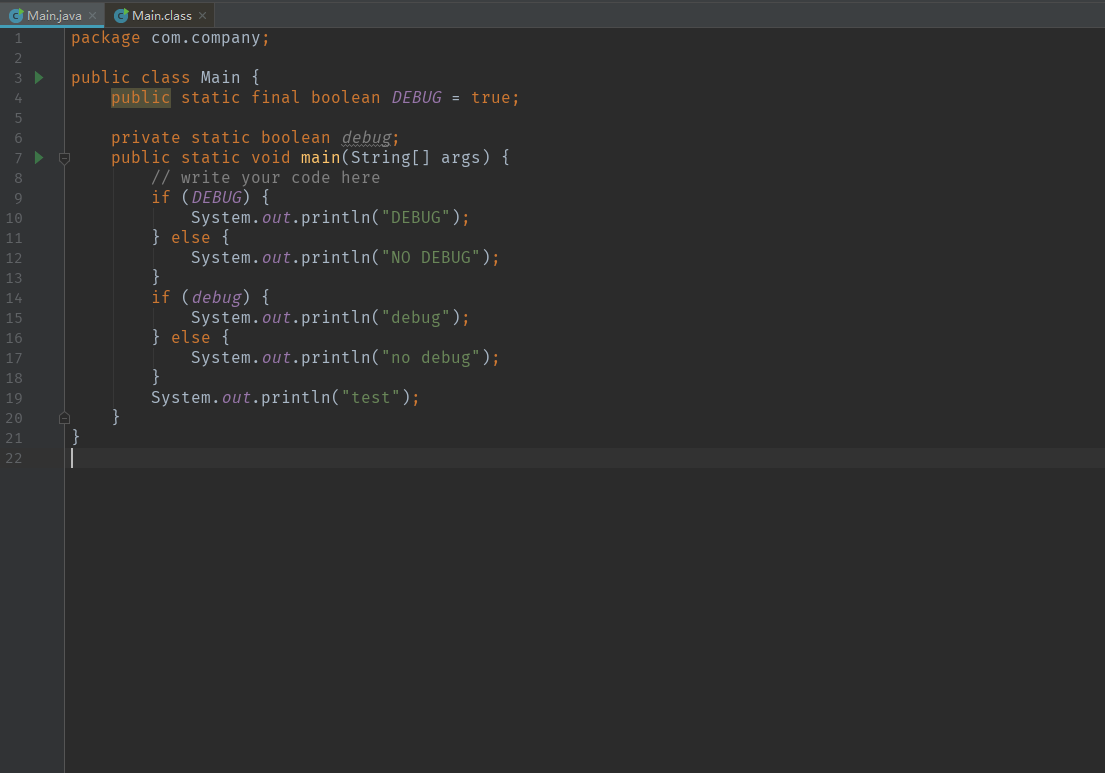 Main.java Main.class
1 package com.company;
2
3 public class Main {
4 public static final boolean DEBUG = true;
5
6 private static boolean debug;
7 public static void main(String[] args) {
8 // write your code here
9 if (DEBUG) {
10 System.out.println("DEBUG");
11 } else {
12 System.out.println("NO DEBUG");
13 }
14 if (debug) {
15 System.out.println("debug");
16 } else {
17 System.out.println("no debug");
18 }
19 System.out.println("test");
20 }
21 }
22